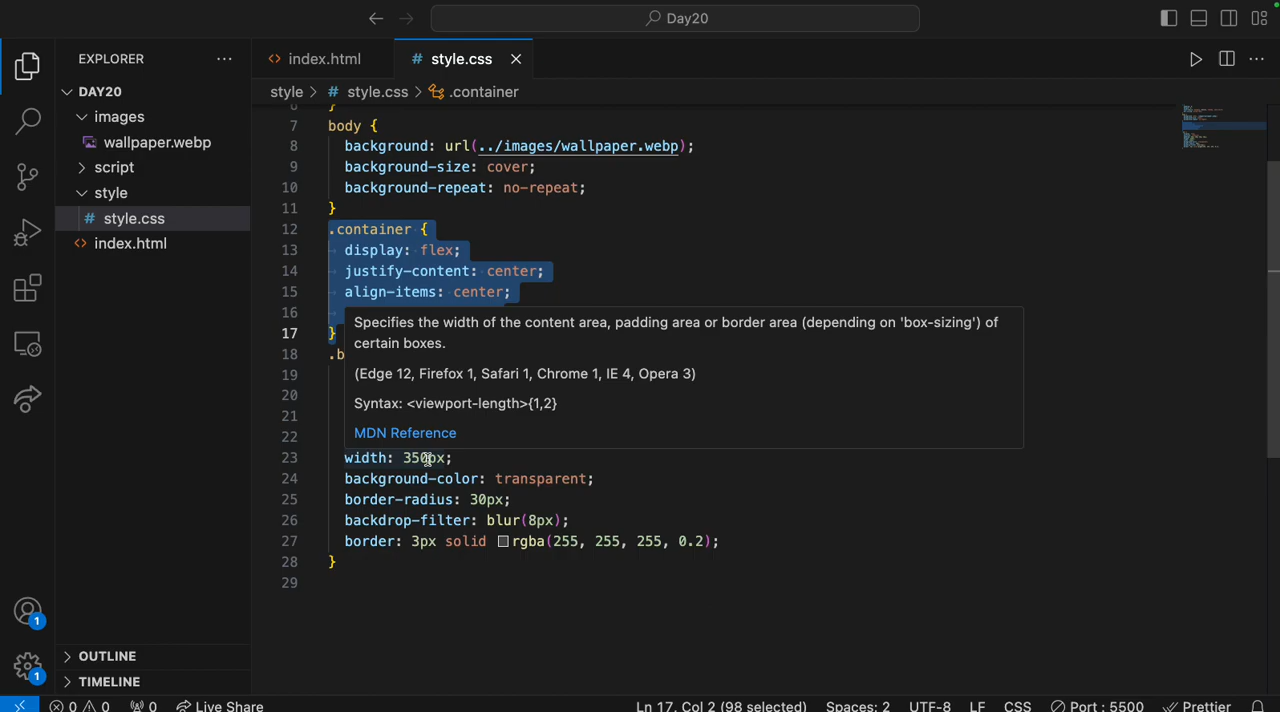 Day20
EXPLORER
DAY20
images
wallpaper.webp
script
style
style.css
index.html
OUTLINE
TIMELINE
index.html
style.css
style > style.css > .container
6 }
7 body {
8 background: url(../images/wallpaper.webp);
9 background-size: cover;
10 background-repeat: no-repeat;
11 }
12 .container {
13 display: flex;
14 justify-content: center;
15 align-items: center;
16
17 }
18 .b
19
20
21
22
Specifies the width of the content area, padding area or border area (depending on 'box-sizing') of
certain boxes.
(Edge 12, Firefox 1, Safari 1, Chrome 1, IE 4, Opera 3)
Syntax: <viewport-length>{1,2}
MDN Reference
23 width: 350px;
24 background-color: transparent;
25 border-radius: 30px;
26 backdrop-filter: blur(8px);
27 border: 3px solid rgba(255, 255, 255, 0.2);
28 }
29
1
1
0 0 0 Live Share Ln 17, Col 2 (98 selected) Spaces: 2 UTF-8 LF CSS Port : 5500 Prettier